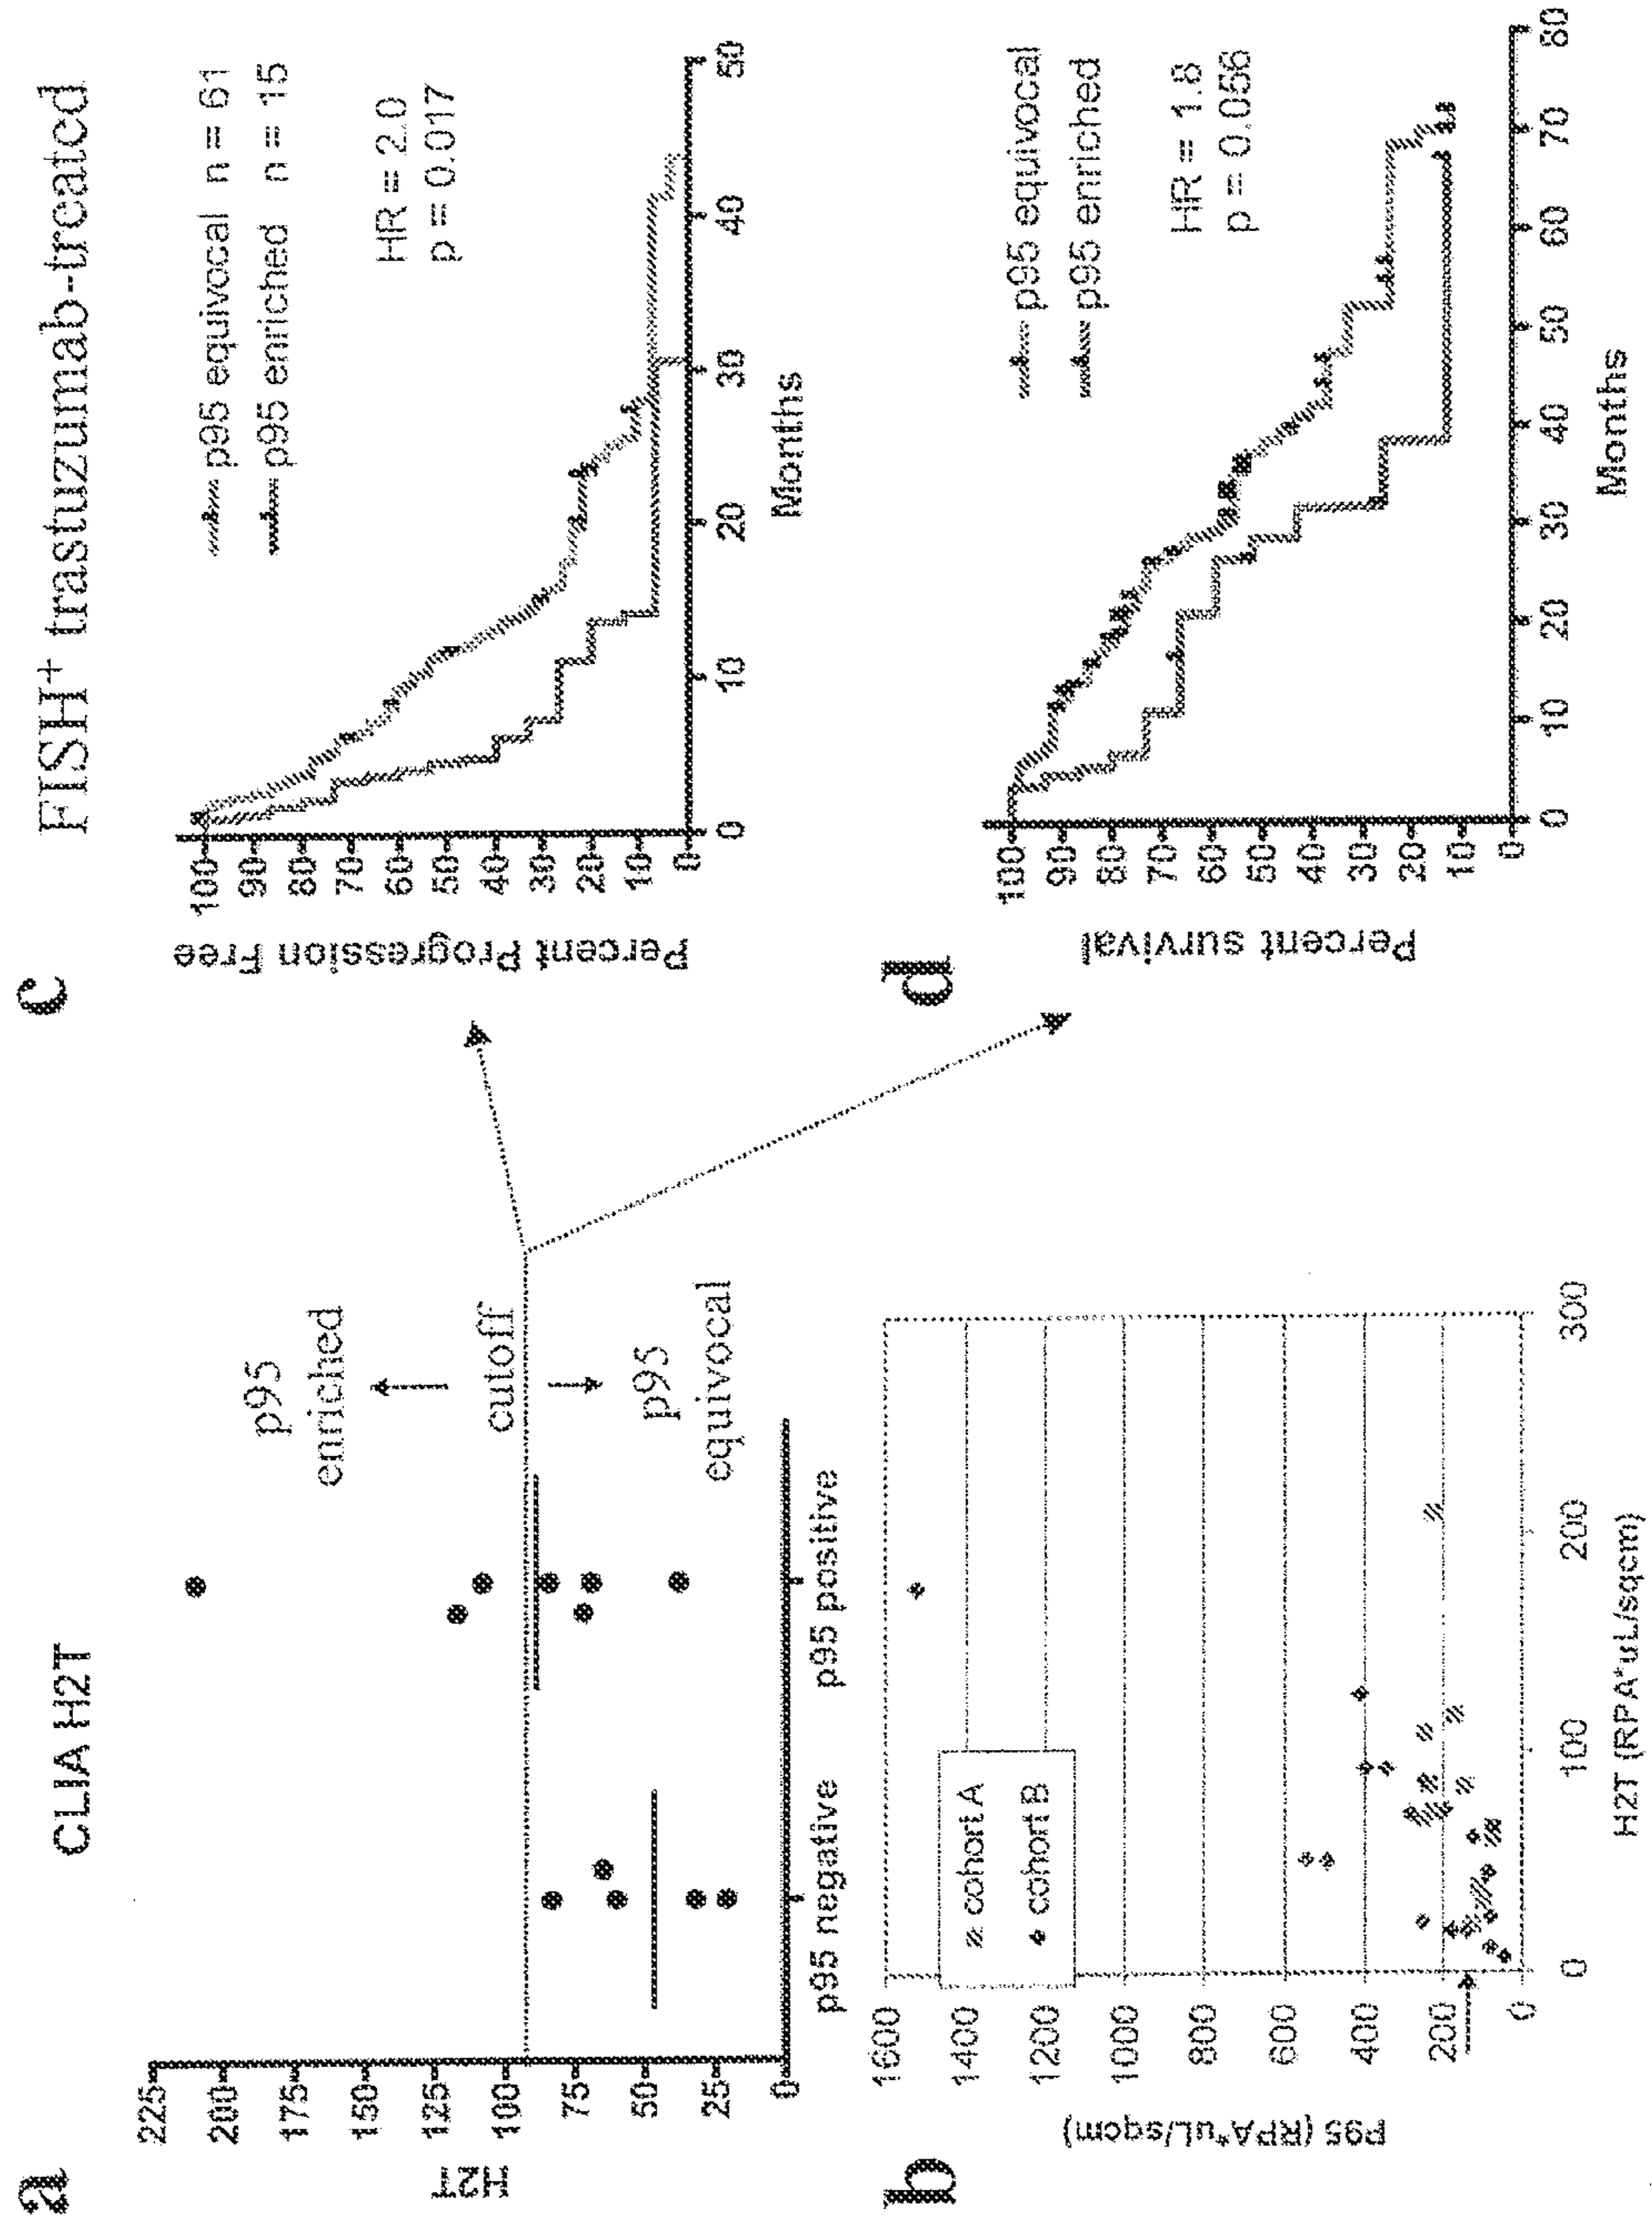 a
CLIA H2T
225
200
175
150
125
100
75
50
25
0
H2T
p95
enriched
cutoff
p95
equivocal
p95 negative
p95 positive
b
1600
1400
1200
1000
800
600
400
200
0
P95 (RPA*uL/sqcm)
cohort A
cohort B
0
100
200
300
H2T (RPA*uL/sqcm)
c
FISH+ trastuzumab-treated
100
90
80
70
60
50
40
30
20
10
0
Percent Progression Free
p95 equivocal n = 61
p95 enriched n = 15
HR = 2.0
p = 0.017
0
10
20
30
40
50
Months
d
100
90
80
70
60
50
40
30
20
10
0
Percent survival
p95 equivocal
p95 enriched
HR = 1.8
p = 0.056
0
10
20
30
40
50
60
70
80
Months